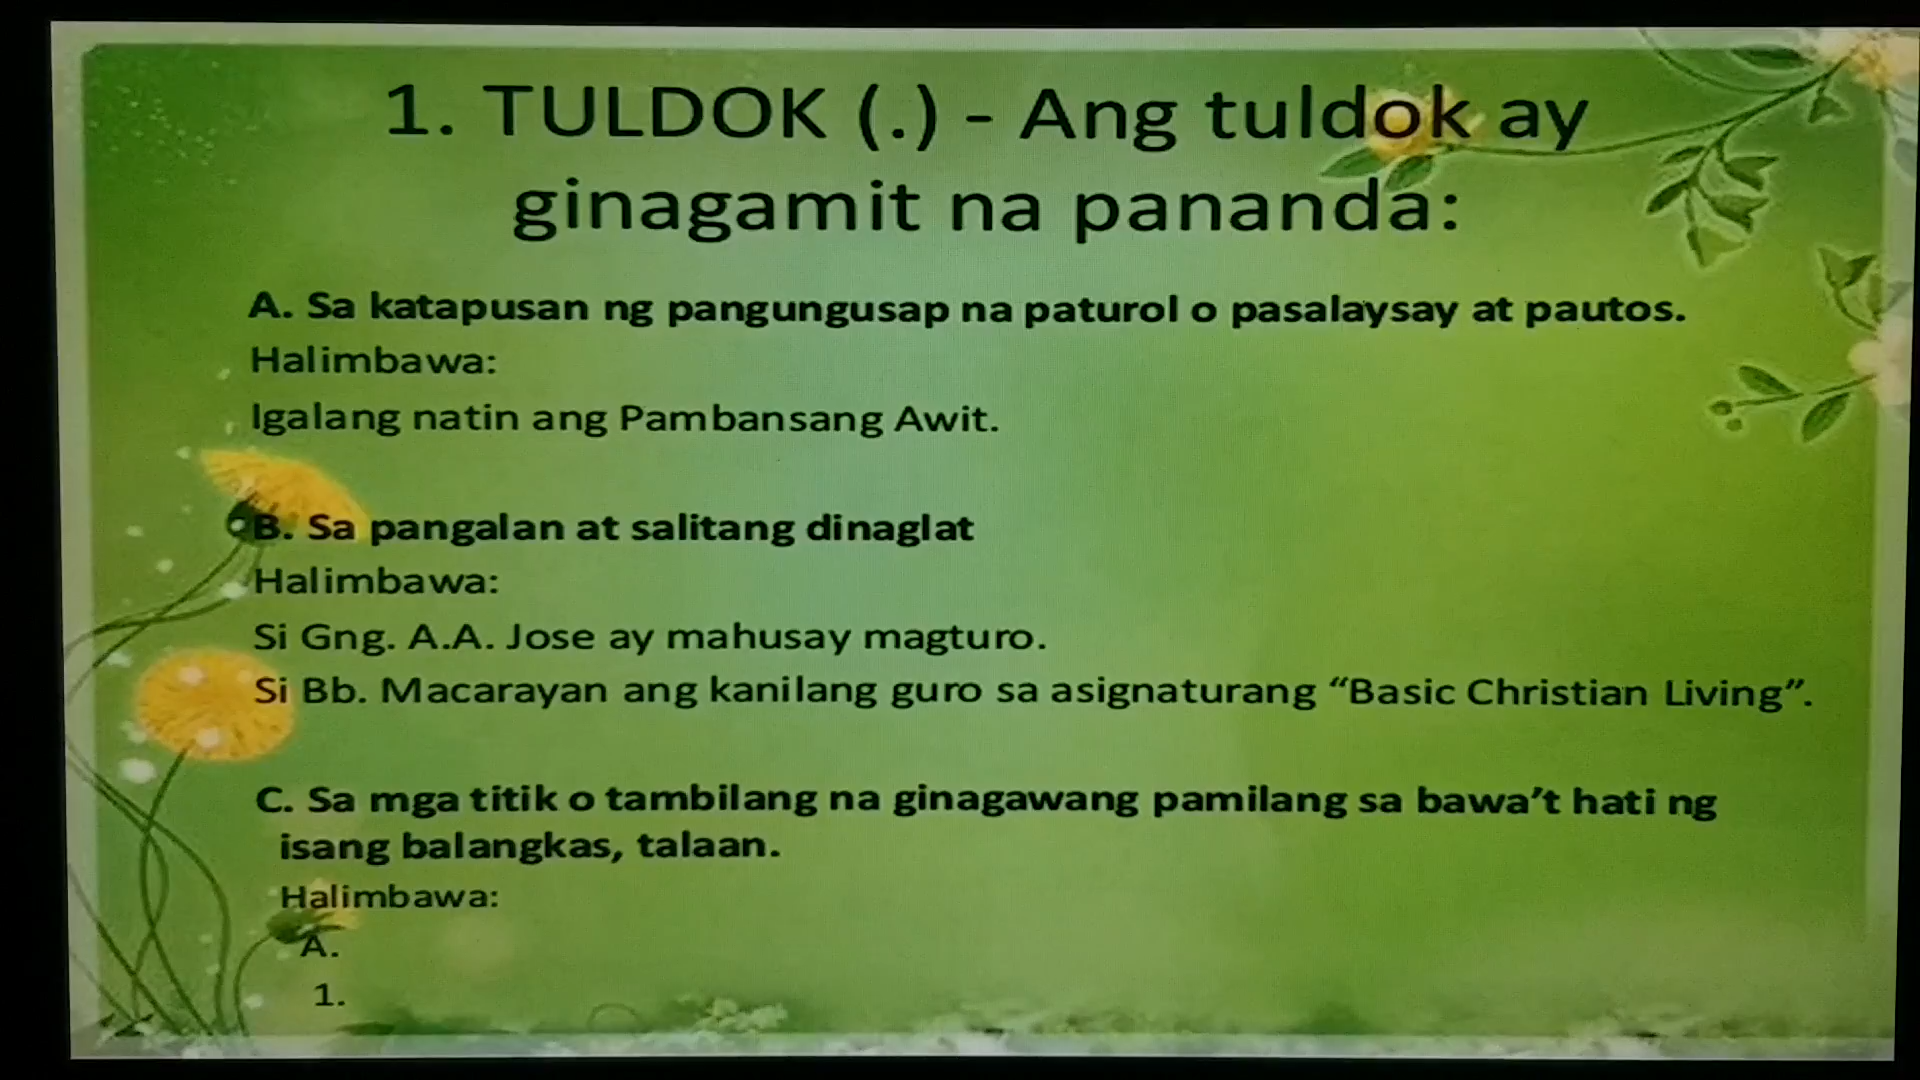 1. TULDOK (.) - Ang tuldok ay
ginagamit na pananda:
A. Sa katapusan ng pangungusap na paturol o pasalaysay at pautos.
Halimbawa:
Igalang natin ang Pambansang Awit.
B. Sa pangalan at salitang dinaglat
Halimbawa:
Si Gng. A.A. Jose ay mahusay magturo.
Si Bb. Macarayan ang kanilang guro sa asignaturang “Basic Christian Living”.
C. Sa mga titik o tambilang na ginagawang pamilang sa bawa’t hati ng
isang balangkas, talaan.
Halimbawa:
A.
1.